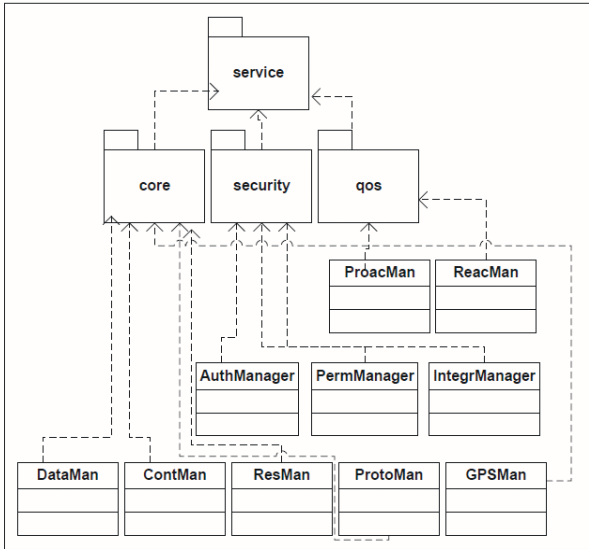 service
core
security
qos
ProacMan
ReacMan
AuthManager
PermManager
IntegrManager
DataMan
ContMan
ResMan
ProtoMan
GPSMan